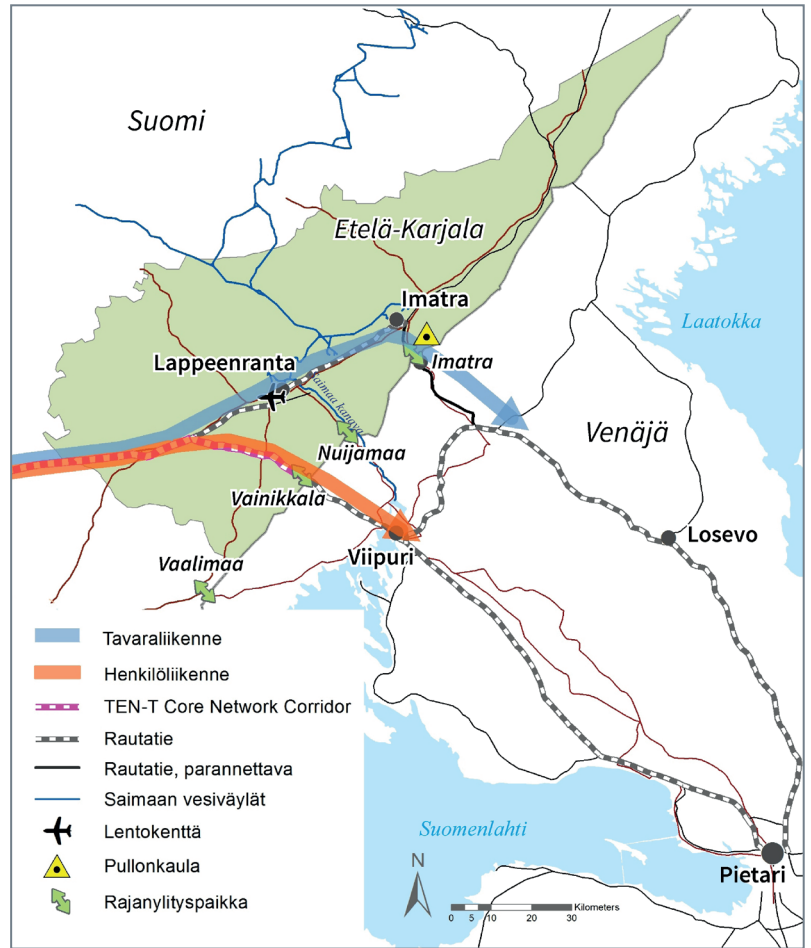 Suomi
Etelä-Karjala
Imatra
Laatokka
Lappeenranta
Imatra
Saimaa kanava
Venäjä
Nuijamaa
Vainikkala
Losevo
Viipuri
Vaalimaa
Tavaraliikenne
Henkilöliikenne
TEN-T Core Network Corridor
Rautatie
Rautatie, parannettava
Saimaan vesiväylät
Lentokenttä
Pullonkaula
Rajanylityspaikka
Suomenlahti
N
Pietari
Kilometers
0 5 10 20 30